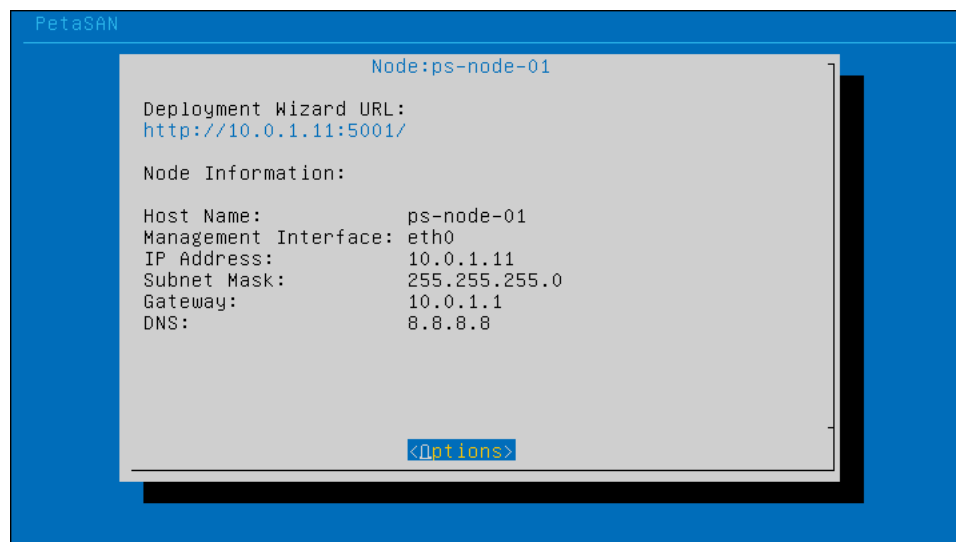 PetaSAN
Node:ps-node-01
Deployment Wizard URL:
http://10.0.1.11:5001/
Node Information:
Host Name: ps-node-01
Management Interface: eth0
IP Address: 10.0.1.11
Subnet Mask: 255.255.255.0
Gateway: 10.0.1.1
DNS: 8.8.8.8
<Options>